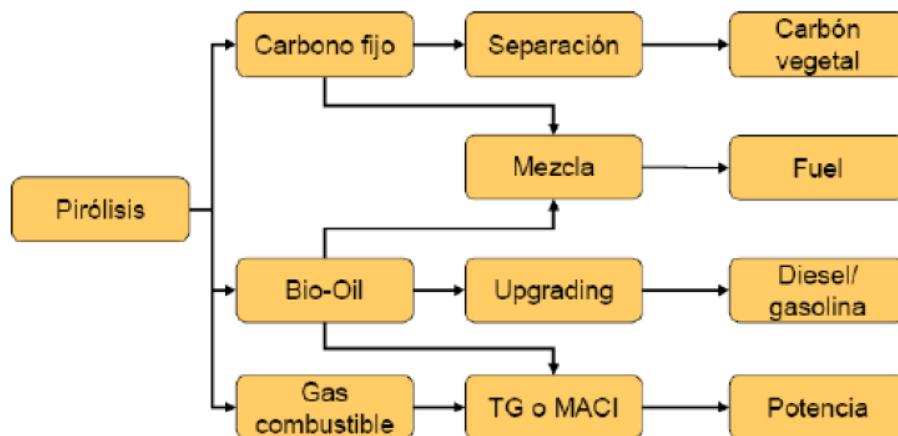 Carbono fijo
Separación
Carbón
vegetal
Mezcla
Fuel
Pirólisis
Bio-Oil
Upgrading
Diesel/
gasolina
Gas
combustible
TG o MACI
Potencia